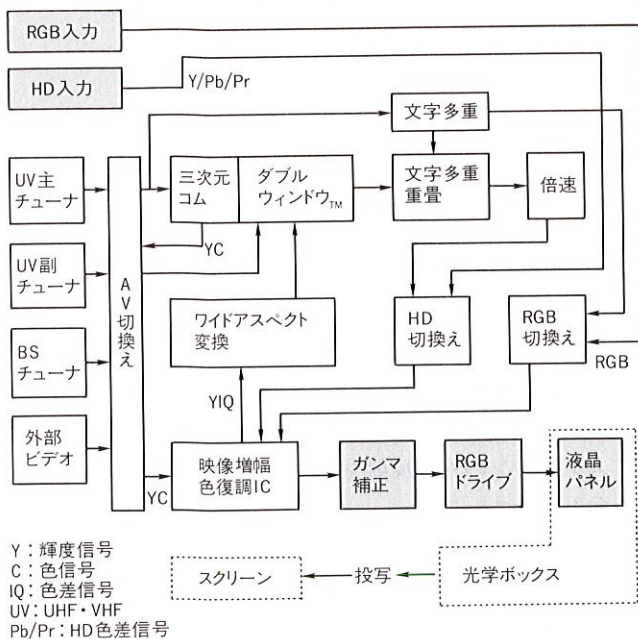 RGB入力
HD入力
Y/Pb/Pr
文字多重
UV主
チューナ
三次元
コム
ダブル
ウィンドウTM
文字多重
重畳
倍速
YC
UV副
チューナ
AV切換え
ワイドアスペクト
変換
HD
切換え
RGB
切換え
RGB
BS
チューナ
YIQ
外部
ビデオ
YC
映像増幅
色復調IC
ガンマ
補正
RGB
ドライブ
液晶
パネル
Y:輝度信号
C:色信号
IQ:色差信号
UV:UHF・VHF
Pb/Pr:HD色差信号
スクリーン
投写
光学ボックス